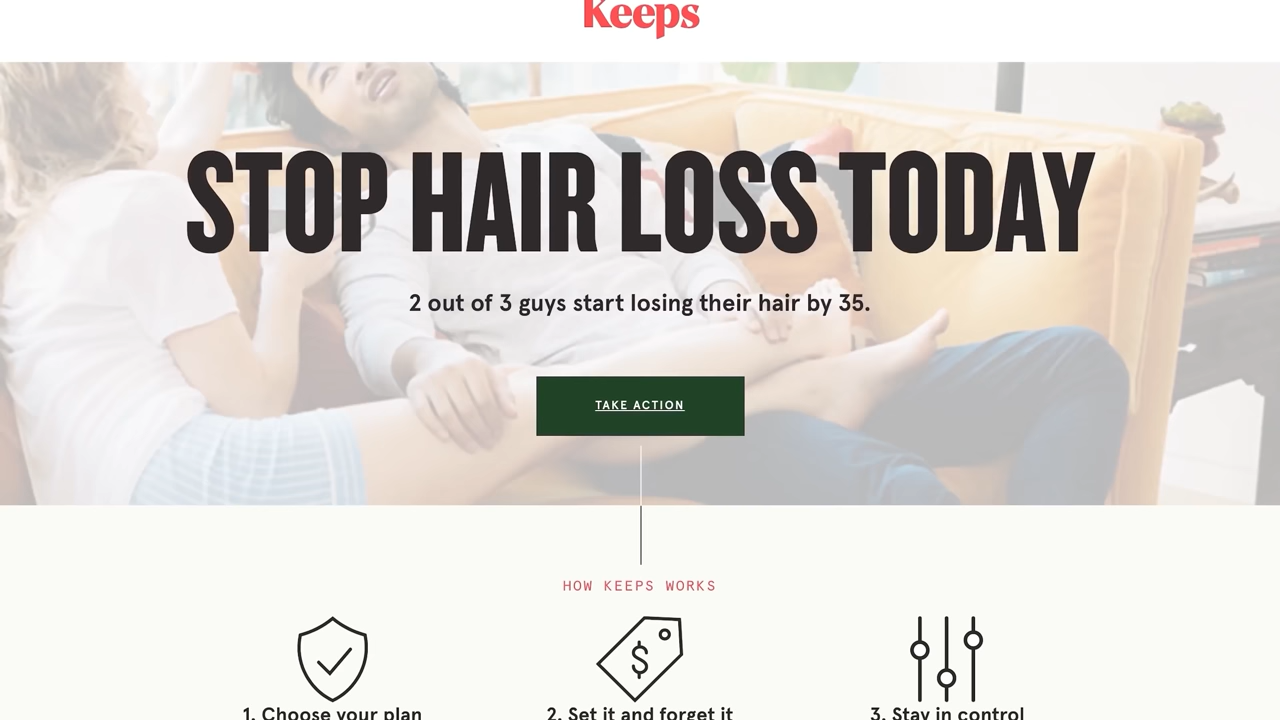 Keeps
STOP HAIR LOSS TODAY
2 out of 3 guys start losing their hair by 35.
TAKE ACTION
HOW KEEPS WORKS
$
1. Choose your plan
2. Set it and forget it
3. Stay in control